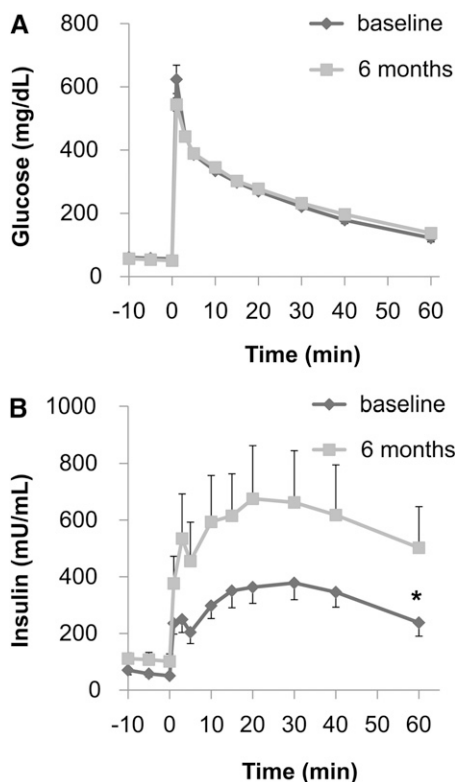 A
baseline
6 months
Glucose (mg/dL)
800
600
400
200
0
-10 0 10 20 30 40 50 60
Time (min)
B
baseline
6 months
Insulin (mU/mL)
1000
800
600
400
200
0
*
-10 0 10 20 30 40 50 60
Time (min)